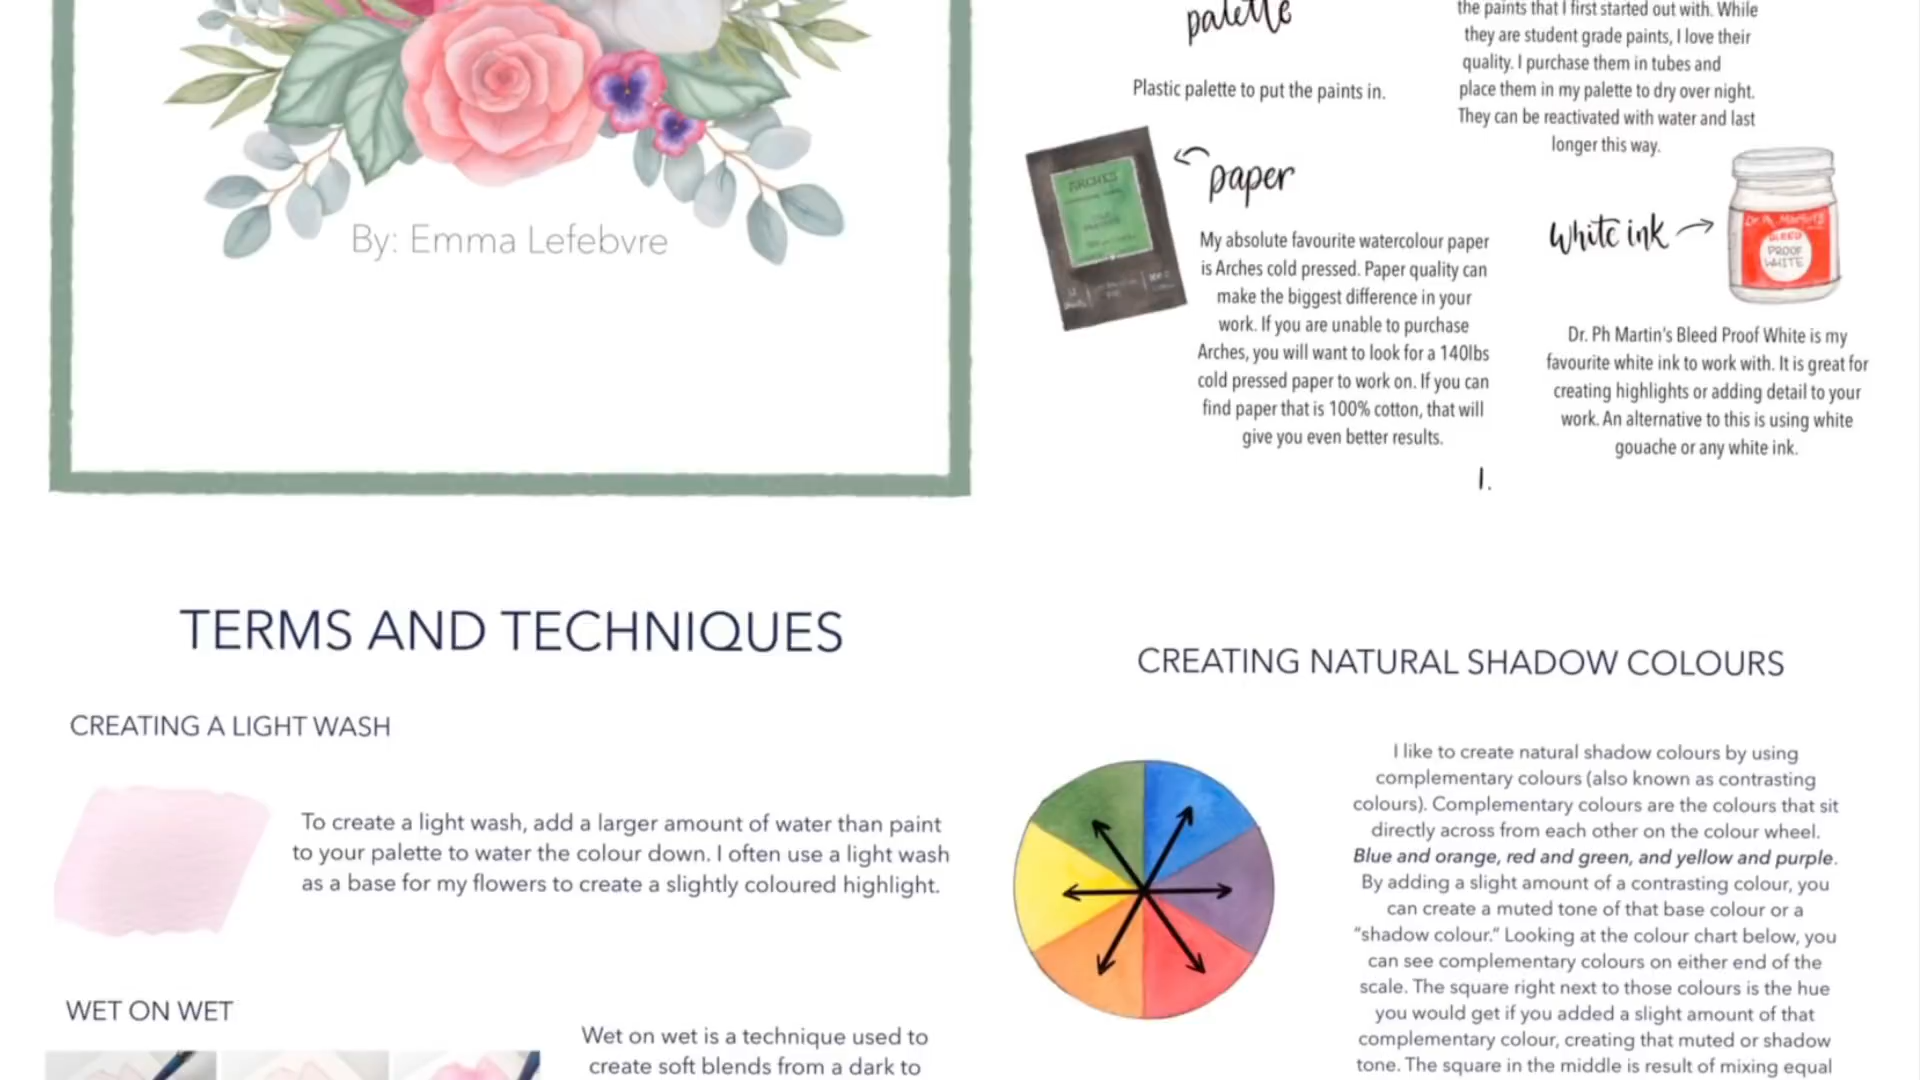 By: Emma Lefebvre
palette
Plastic palette to put the paints in.
the paints that I first started out with. While
they are student grade paints, I love their
quality. I purchase them in tubes and
place them in my palette to dry over night.
They can be reactivated with water and last
longer this way.
ARCHES
paper
My absolute favourite watercolour paper
is Arches cold pressed. Paper quality can
make the biggest difference in your
work. If you are unable to purchase
Arches, you will want to look for a 140lbs
cold pressed paper to work on. If you can
find paper that is 100% cotton, that will
give you even better results.
White ink
Dr. Ph. Martin's
BLEED
PROOF
WHITE
Dr. Ph Martin's Bleed Proof White is my
favourite white ink to work with. It is great for
creating highlights or adding detail to your
work. An alternative to this is using white
gouache or any white ink.
1.
TERMS AND TECHNIQUES
CREATING A LIGHT WASH
To create a light wash, add a larger amount of water than paint
to your palette to water the colour down. I often use a light wash
as a base for my flowers to create a slightly coloured highlight.
WET ON WET
Wet on wet is a technique used to
create soft blends from a dark to
CREATING NATURAL SHADOW COLOURS
I like to create natural shadow colours by using
complementary colours (also known as contrasting
colours). Complementary colours are the colours that sit
directly across from each other on the colour wheel.
Blue and orange, red and green, and yellow and purple.
By adding a slight amount of a contrasting colour, you
can create a muted tone of that base colour or a
"shadow colour." Looking at the colour chart below, you
can see complementary colours on either end of the
scale. The square right next to those colours is the hue
you would get if you added a slight amount of that
complementary colour, creating that muted or shadow
tone. The square in the middle is result of mixing equal